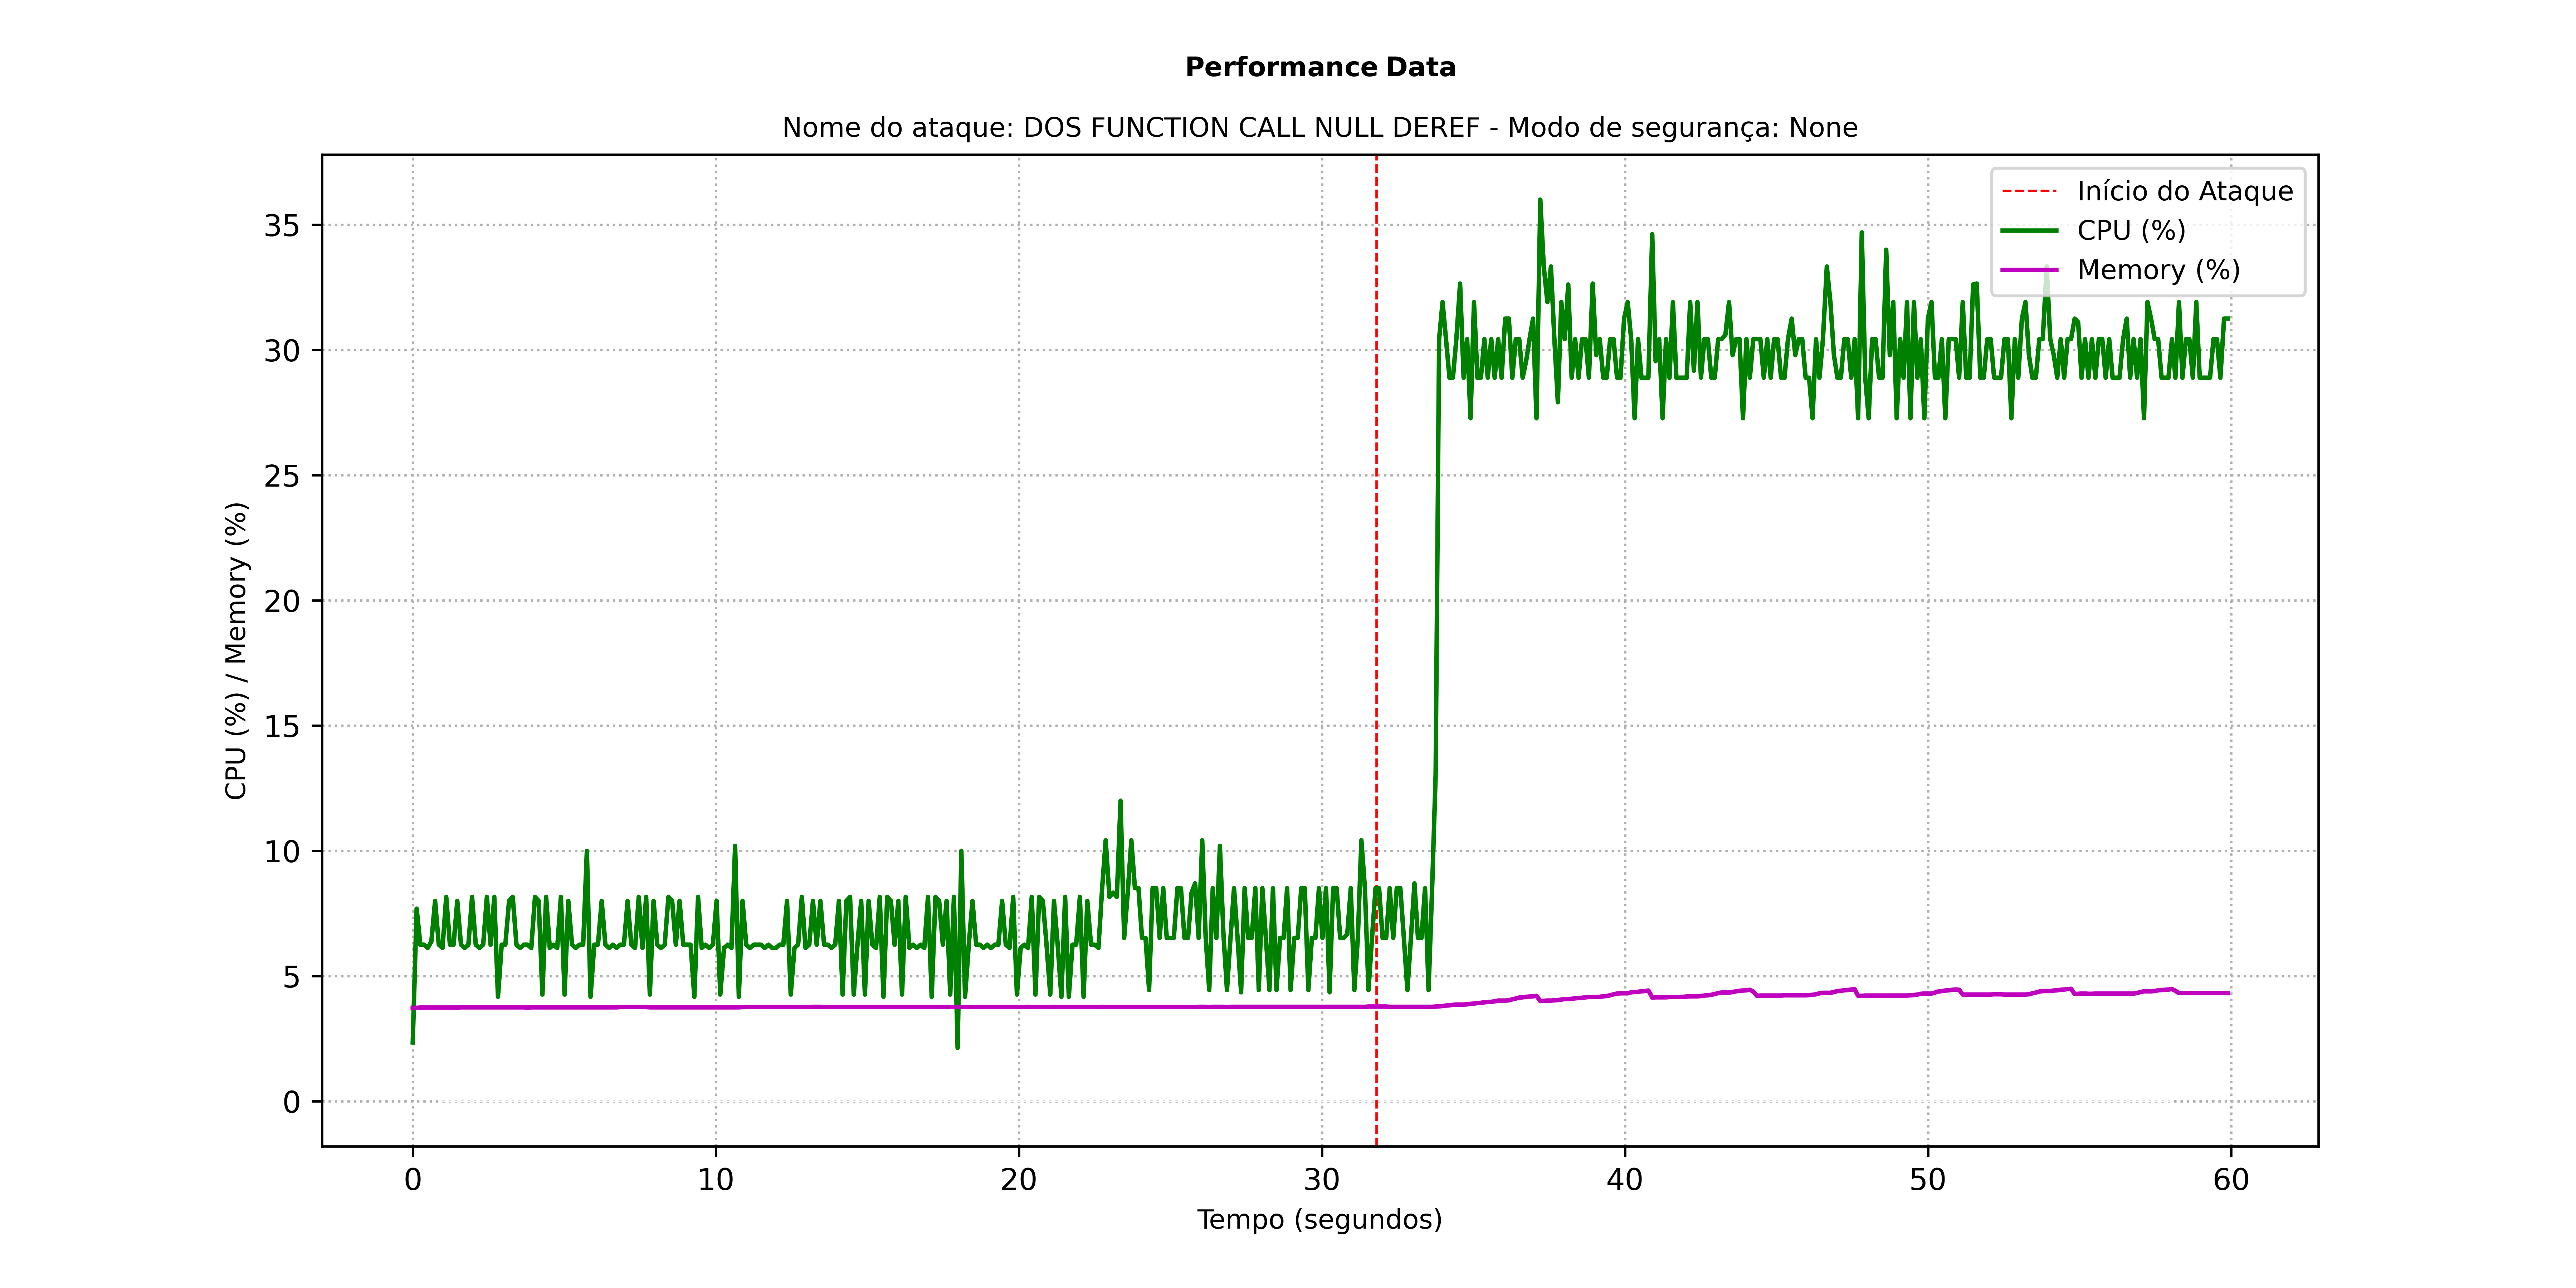 Performance Data
Nome do ataque: DOS FUNCTION CALL NULL DEREF - Modo de segurança: None
Início do Ataque
CPU (%)
Memory (%)
CPU (%) / Memory (%)
35
30
25
20
15
10
5
0
0 10 20 30 40 50 60
Tempo (segundos)